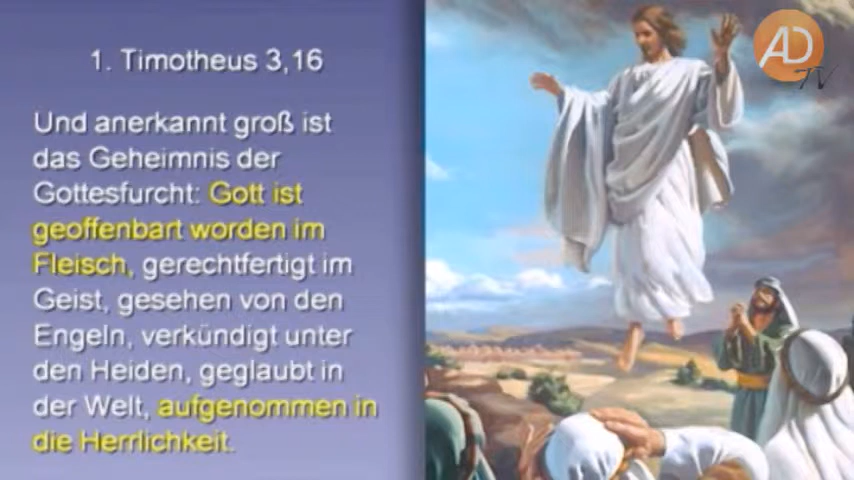 1. Timotheus 3,16
Und anerkannt groß ist
das Geheimnis der
Gottesfurcht: Gott ist
geoffenbart worden im
Fleisch, gerechtfertigt im
Geist, gesehen von den
Engeln, verkündigt unter
den Heiden, geglaubt in
der Welt, aufgenommen in
die Herrlichkeit.
AD
TV